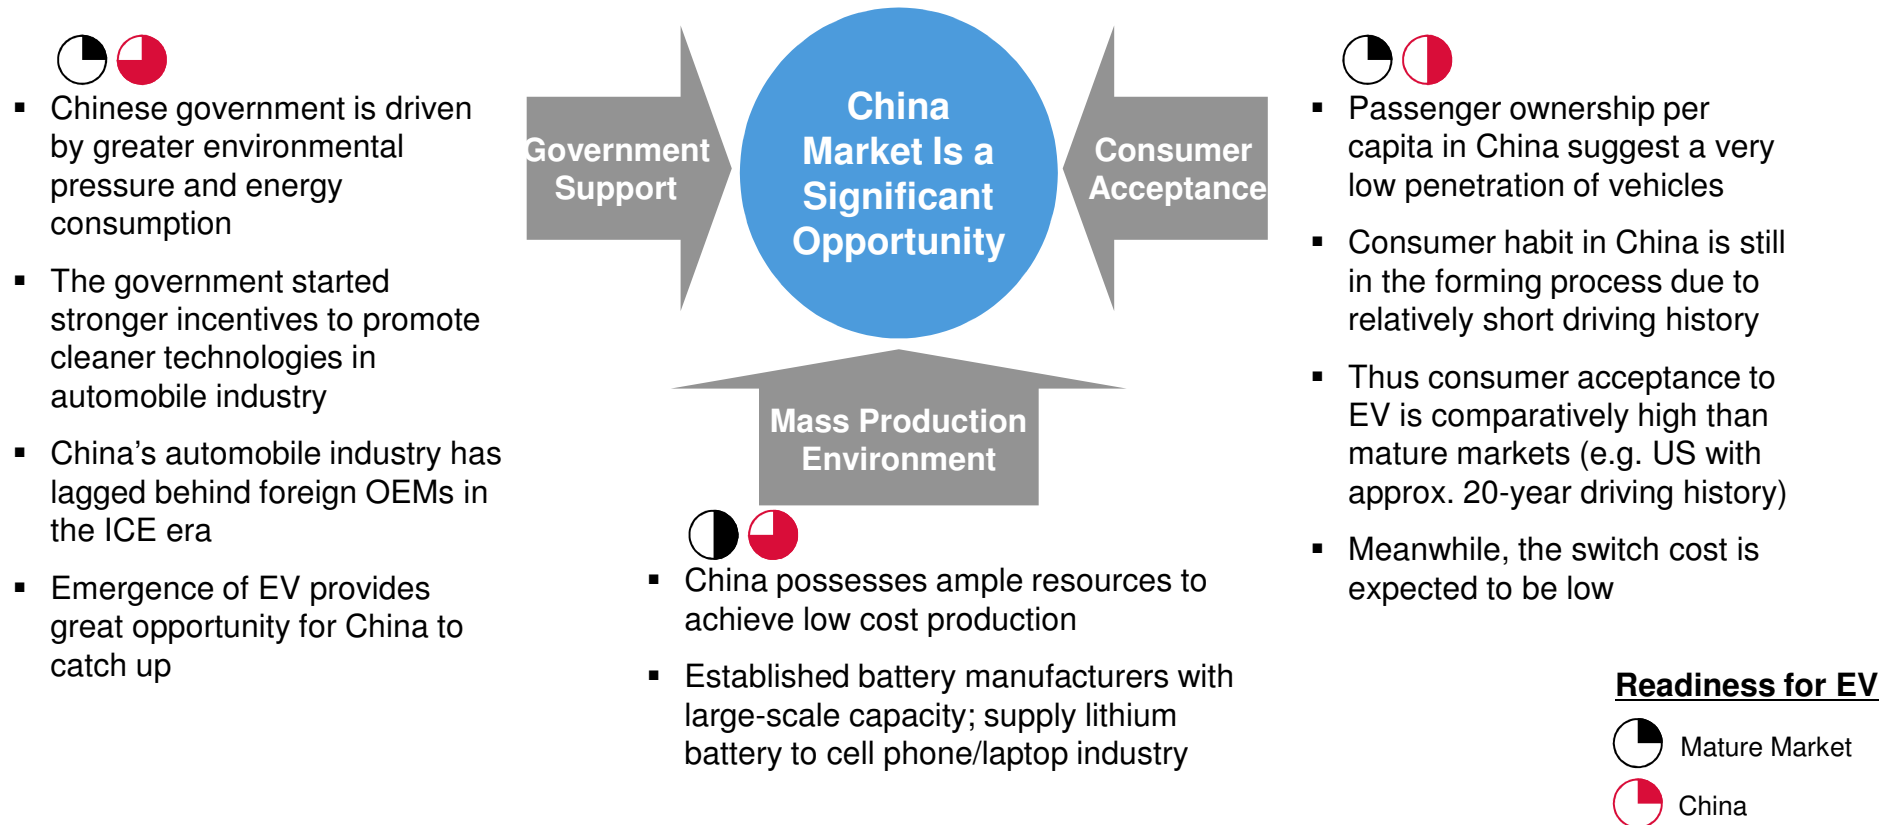 ▪ Chinese government is driven
by greater environmental
pressure and energy
consumption
▪ The government started
stronger incentives to promote
cleaner technologies in
automobile industry
▪ China’s automobile industry has
lagged behind foreign OEMs in
the ICE era
▪ Emergence of EV provides
great opportunity for China to
catch up
Government
Support
China
Market Is a
Significant
Opportunity
Consumer
Acceptance
Mass Production
Environment
▪ China possesses ample resources to
achieve low cost production
▪ Established battery manufacturers with
large-scale capacity; supply lithium
battery to cell phone/laptop industry
▪ Passenger ownership per
capita in China suggest a very
low penetration of vehicles
▪ Consumer habit in China is still
in the forming process due to
relatively short driving history
▪ Thus consumer acceptance to
EV is comparatively high than
mature markets (e.g. US with
approx. 20-year driving history)
▪ Meanwhile, the switch cost is
expected to be low
Readiness for EV
Mature Market
China